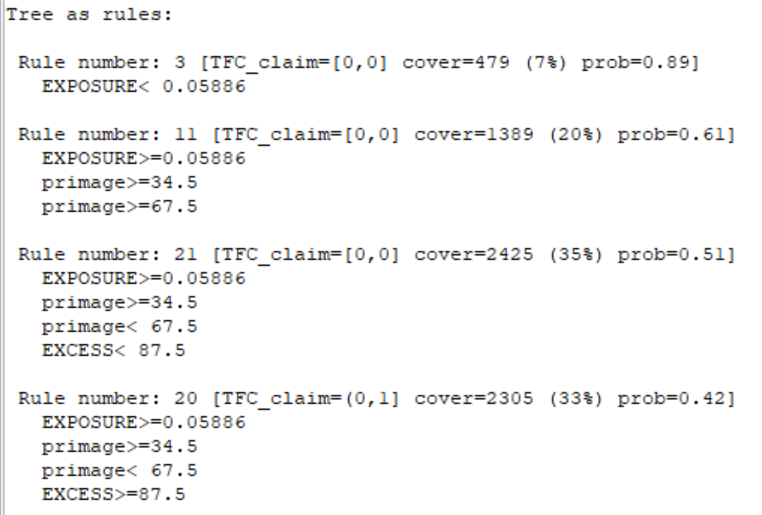 Tree as rules:
Rule number: 3 [TFC_claim=[0,0] cover=479 (7%) prob=0.89]
EXPOSURE< 0.05886
Rule number: 11 [TFC_claim=[0,0] cover=1389 (20%) prob=0.61]
EXPOSURE>=0.05886
primage>=34.5
primage>=67.5
Rule number: 21 [TFC_claim=[0,0] cover=2425 (35%) prob=0.51]
EXPOSURE>=0.05886
primage>=34.5
primage< 67.5
EXCESS< 87.5
Rule number: 20 [TFC_claim=(0,1] cover=2305 (33%) prob=0.42]
EXPOSURE>=0.05886
primage>=34.5
primage< 67.5
EXCESS>=87.5